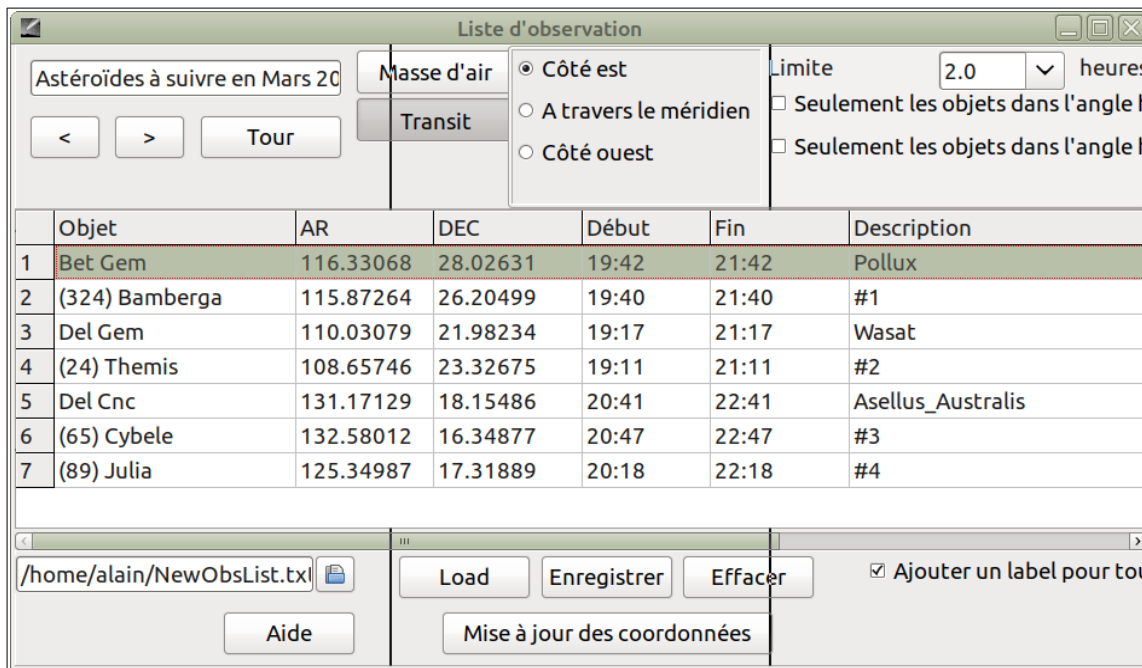 Liste d'observation
Astéroïdes à suivre en Mars 20
Masse d'air
Côté est
Limite
2.0
heures
A travers le méridien
Seulement les objets dans l'angle h
<
>
Tour
Transit
Côté ouest
Seulement les objets dans l'angle h
Objet AR DEC Début Fin Description
1 Bet Gem 116.33068 28.02631 19:42 21:42 Pollux
2 (324) Bamberga 115.87264 26.20499 19:40 21:40 #1
3 Del Gem 110.03079 21.98234 19:17 21:17 Wasat
4 (24) Themis 108.65746 23.32675 19:11 21:11 #2
5 Del Cnc 131.17129 18.15486 20:41 22:41 Asellus_Australis
6 (65) Cybele 132.58012 16.34877 20:47 22:47 #3
7 (89) Julia 125.34987 17.31889 20:18 22:18 #4
/home/alain/NewObsList.txt
Load
Enregistrer
Effacer
Ajouter un label pour tou
Aide
Mise à jour des coordonnées